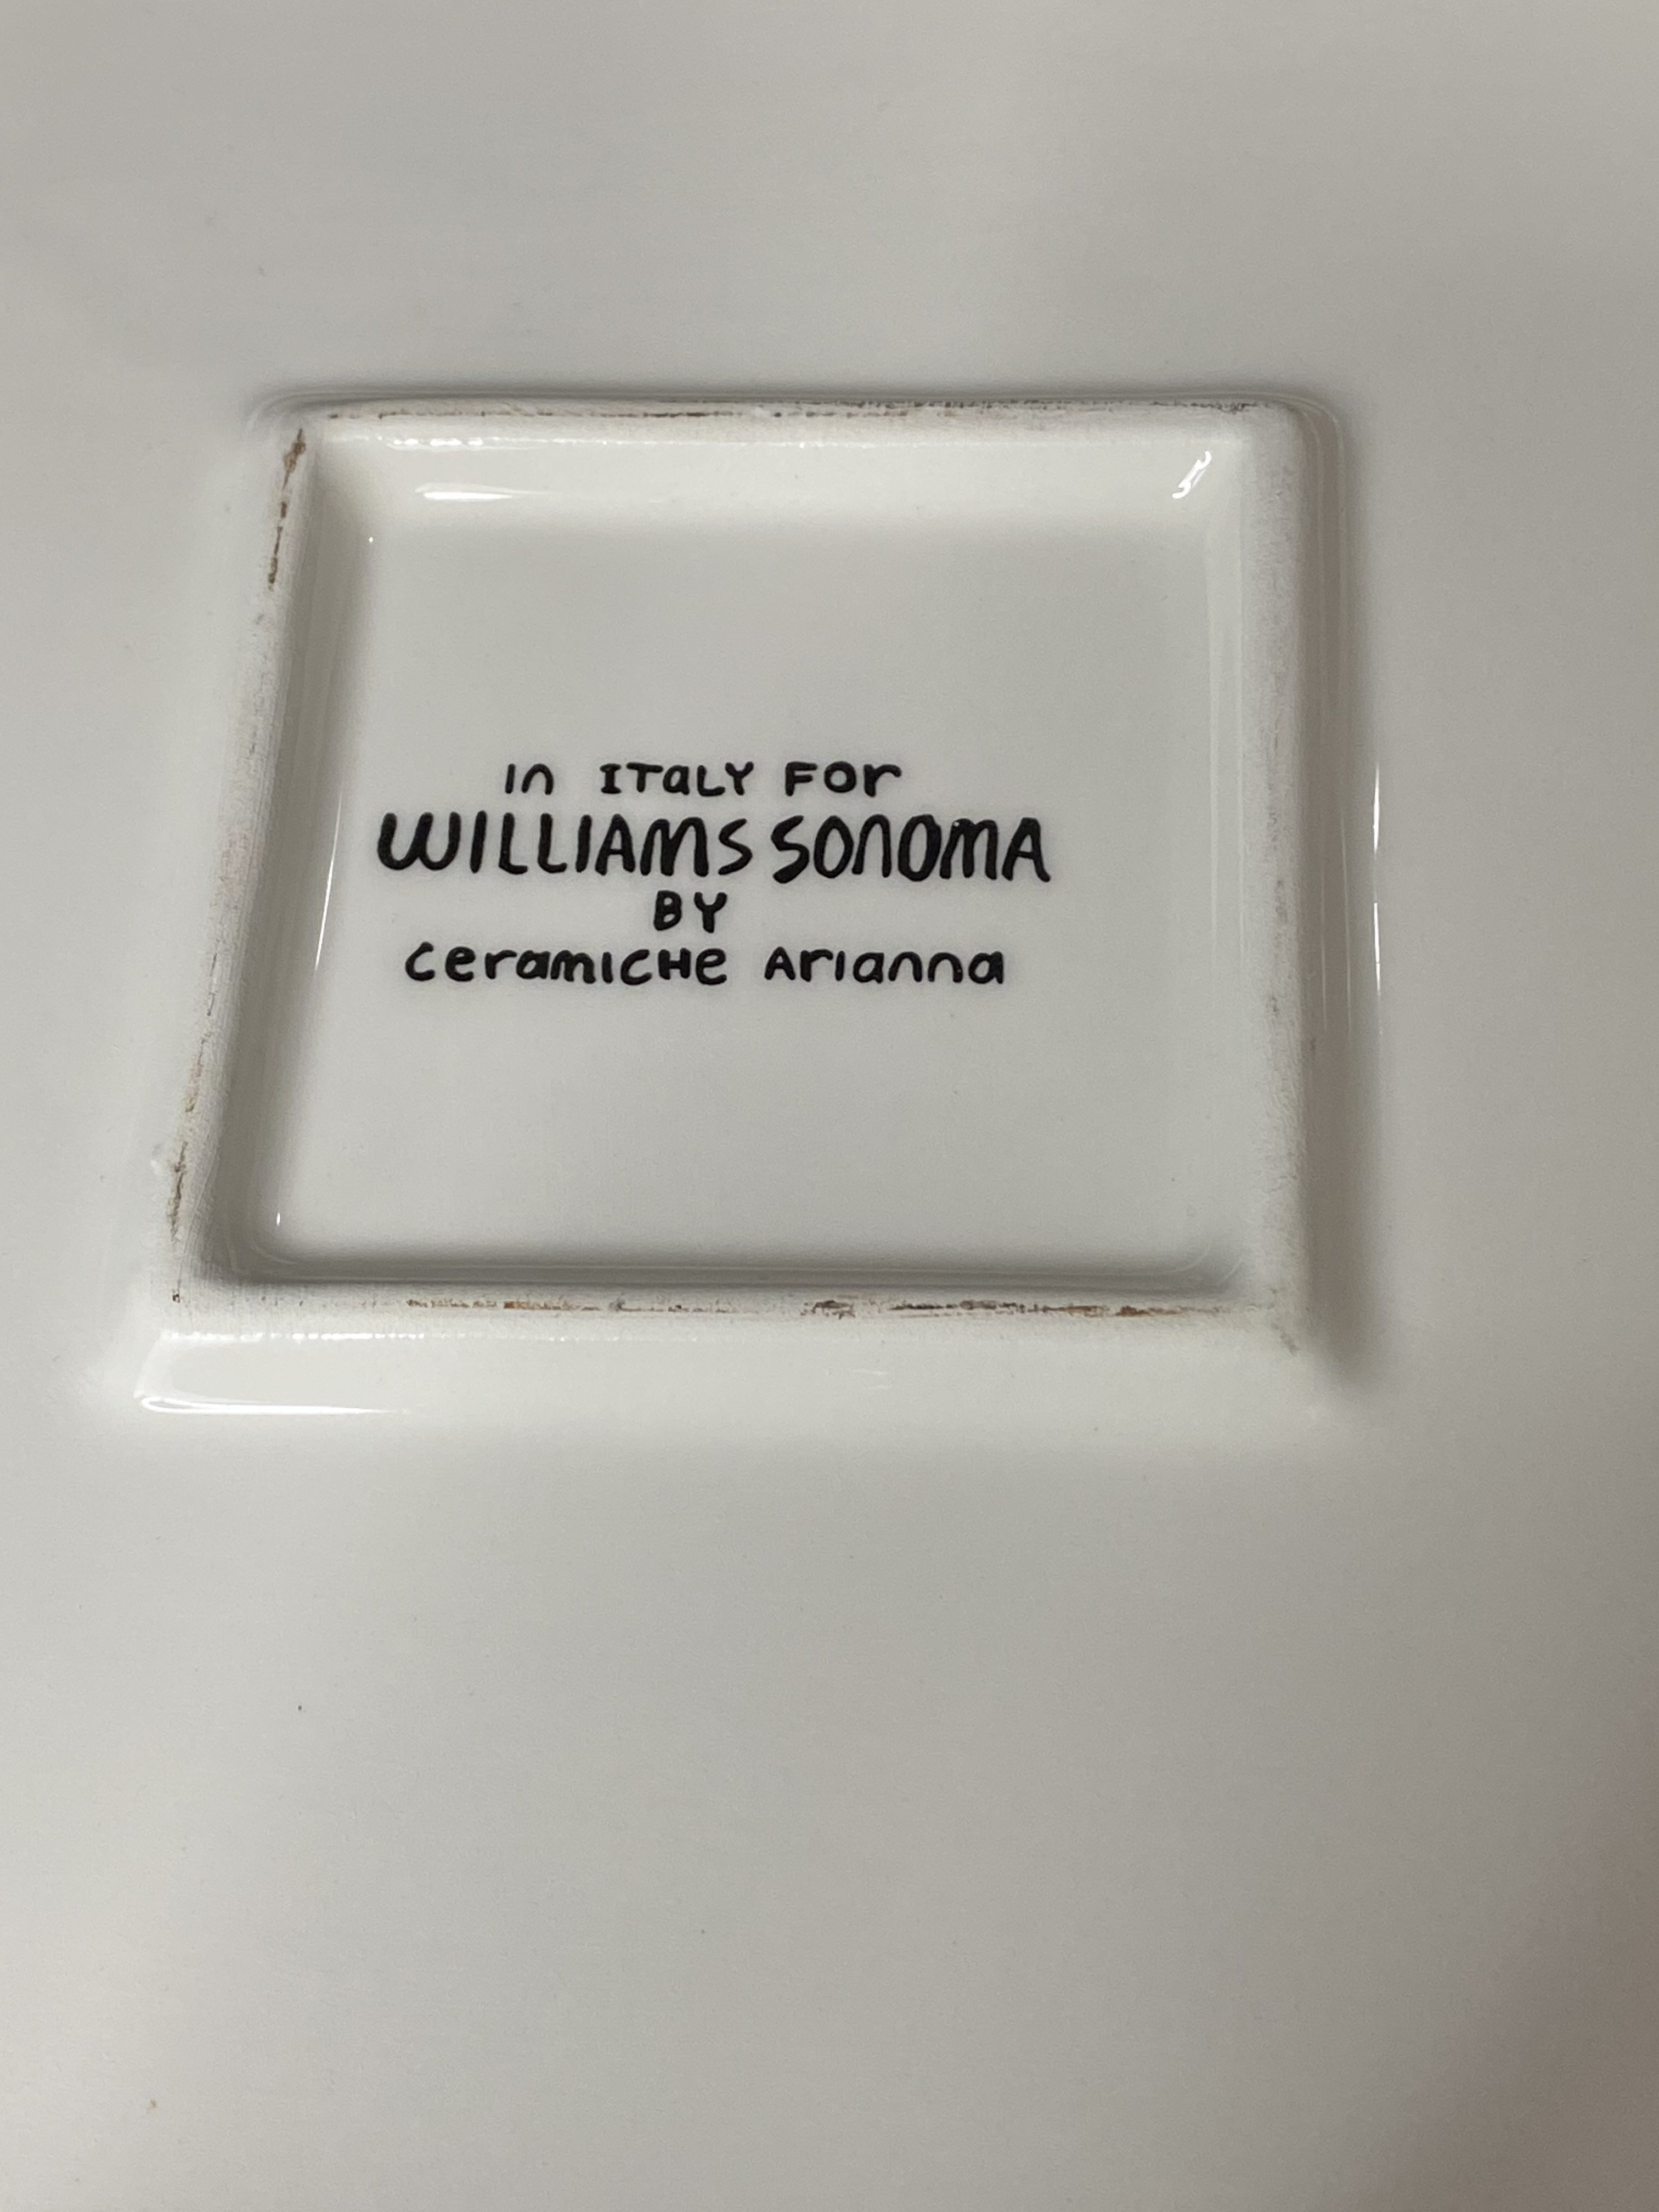 In ITaLY FOr
WILLIAMS SOnOMA
BY
CeramICHe Arianna